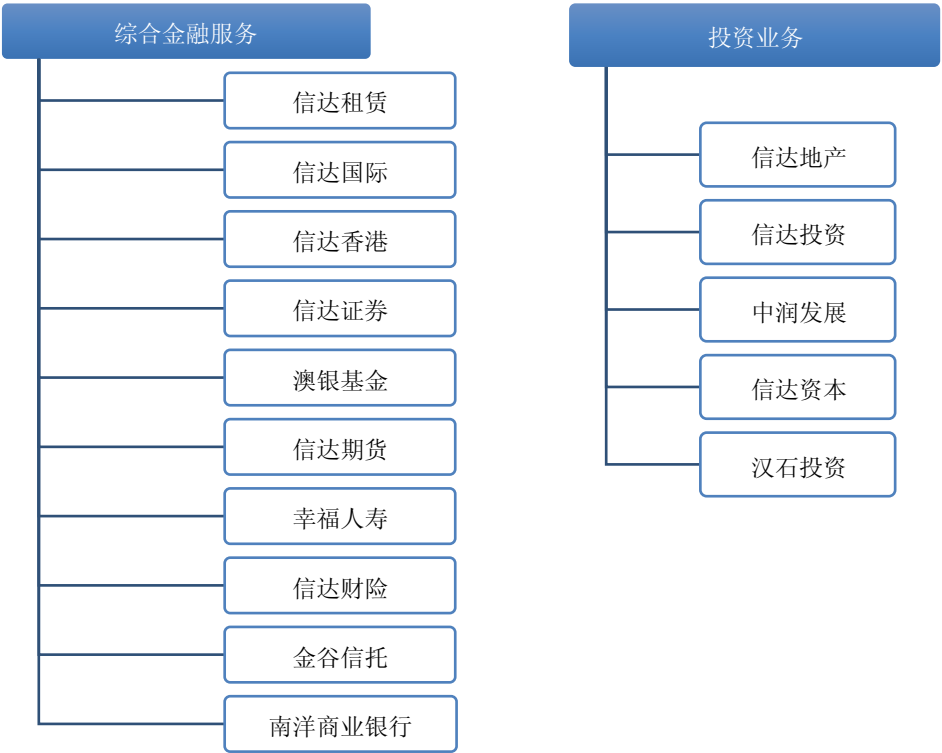 综合金融服务
信达租赁
信达国际
信达香港
信达证券
澳银基金
信达期货
幸福人寿
信达财险
金谷信托
南洋商业银行
投资业务
信达地产
信达投资
中润发展
信达资本
汉石投资